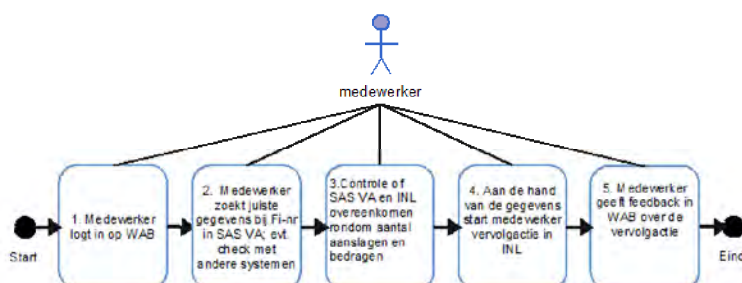 medewerker
Start
1. Medewerker
logt in op WAB
2. Medewerker
zoekt juiste
gegevens bij Fi-nr
in SAS VA; evt.
check met
andere systemen
3.Controle of
SAS VA en INL
overeenkomen
rondom aantal
aanslagen en
bedragen
4. Aan de hand
van de gegevens
start medewerker
vervolgactie in
INL
5. Medewerker
geeft feedback in
WAB over de
vervolgactie
Eind